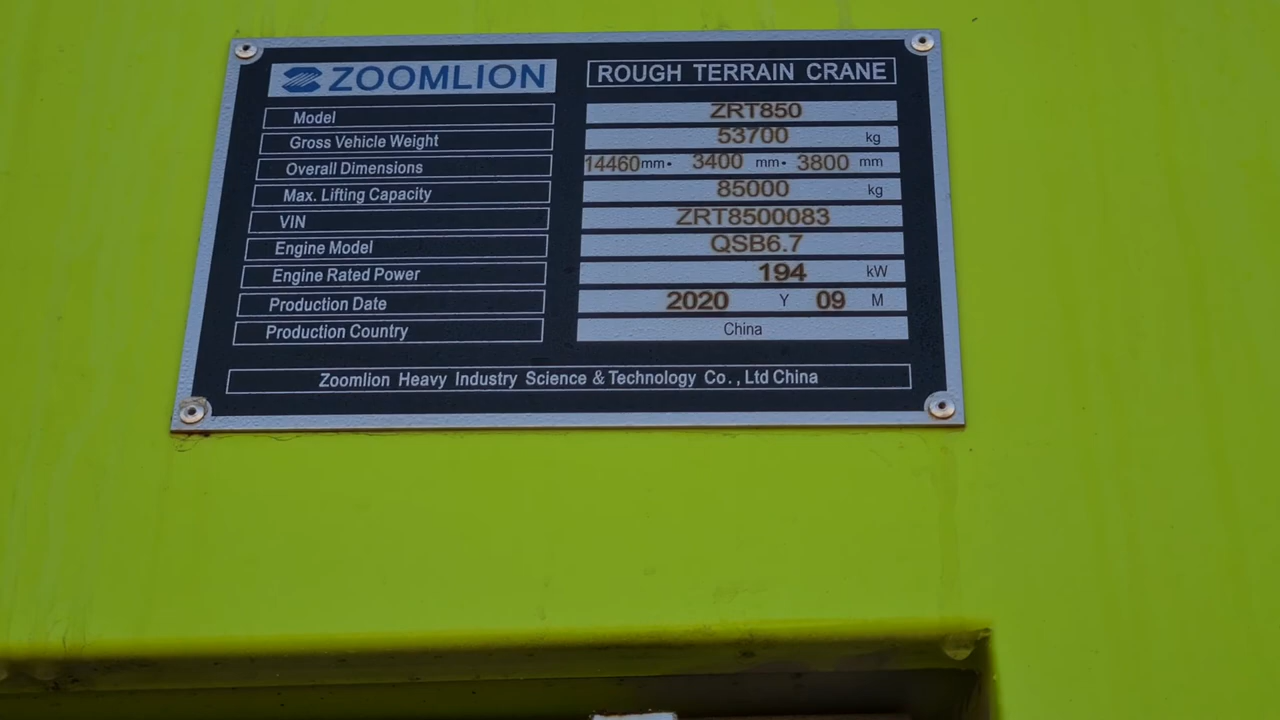 ZOOMLION ROUGH TERRAIN CRANE
Model ZRT850
Gross Vehicle Weight 53700 kg
Overall Dimensions 14460mm• 3400 mm• 3800 mm
Max. Lifting Capacity 85000 kg
VIN ZRT8500083
Engine Model QSB6.7
Engine Rated Power 194 kW
Production Date 2020 Y 09 M
Production Country China
Zoomlion Heavy Industry Science & Technology Co., Ltd China